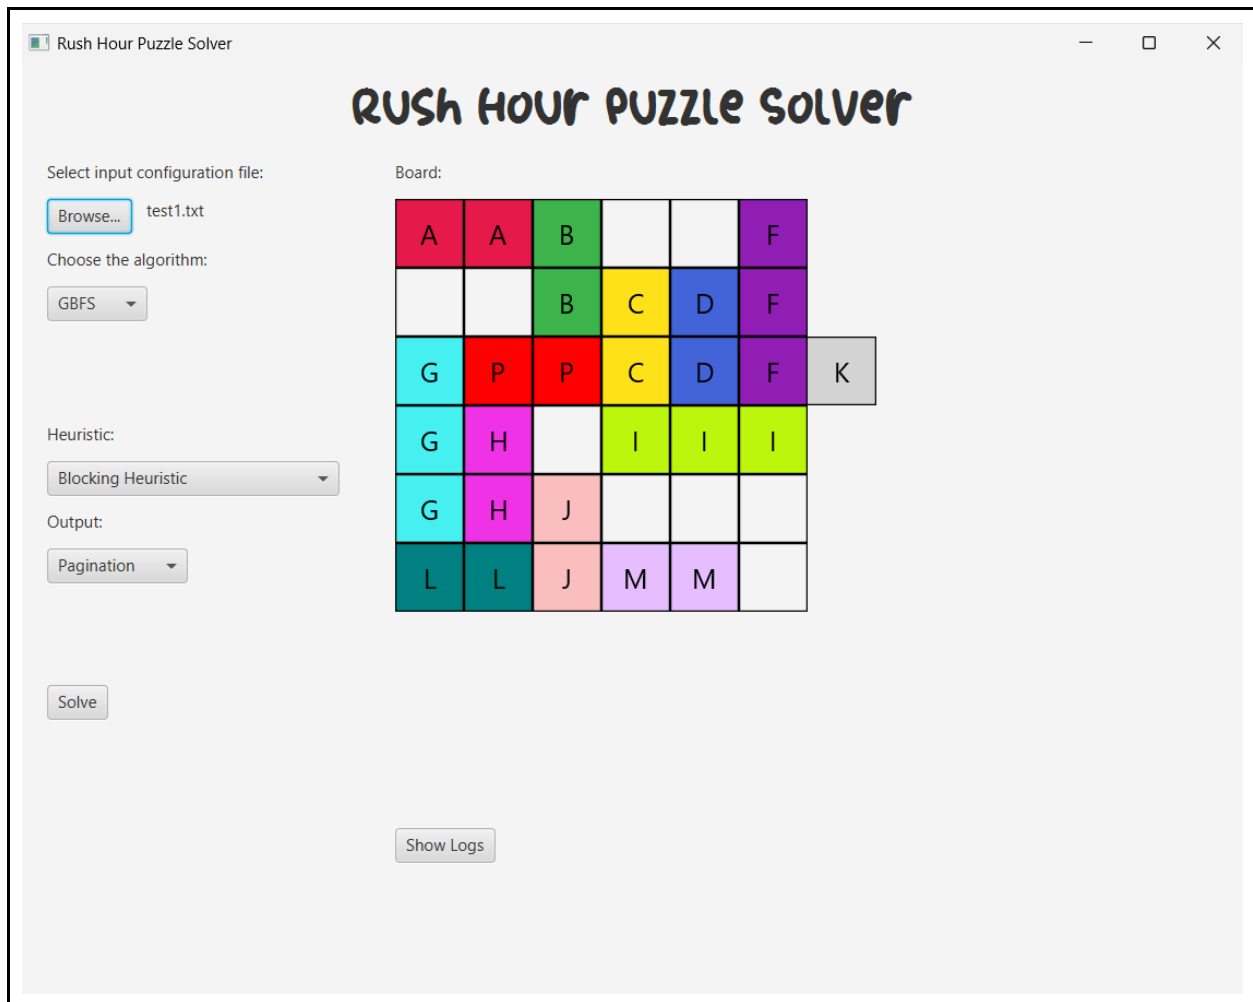 Rush Hour Puzzle Solver
Rush Hour Puzzle Solver
Select input configuration file:
Browse... test1.txt
Choose the algorithm:
GBFS
Heuristic:
Blocking Heuristic
Output:
Pagination
Solve
Board:
A A B F
B C D F
G P P C D F K
G H I I I
G H J
L L J M M
Show Logs